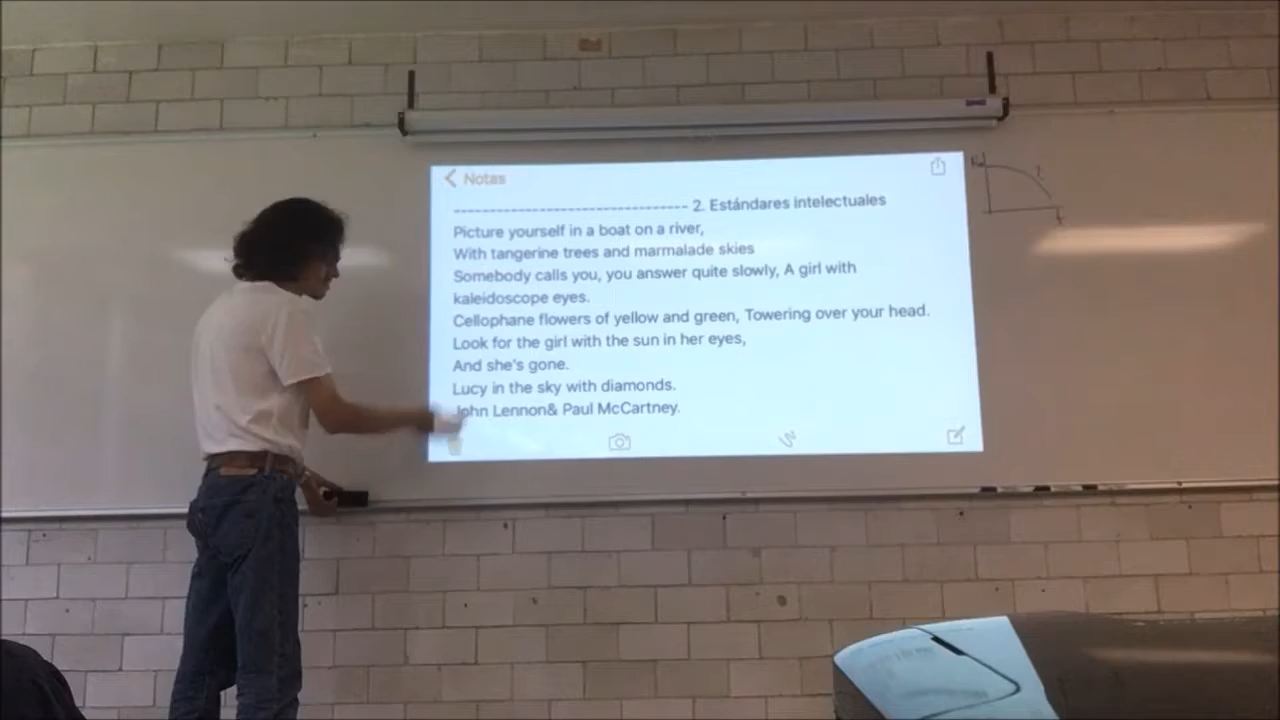 Notas
-------------------------------- 2. Estándares intelectuales
Picture yourself in a boat on a river,
With tangerine trees and marmalade skies
Somebody calls you, you answer quite slowly, A girl with
kaleidoscope eyes.
Cellophane flowers of yellow and green, Towering over your head.
Look for the girl with the sun in her eyes,
And she's gone.
Lucy in the sky with diamonds.
John Lennon& Paul McCartney.